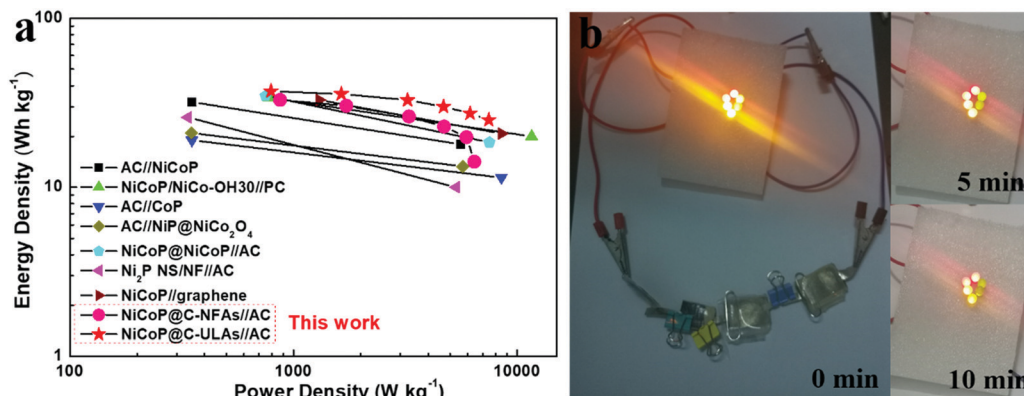 a
100
10
1
Energy Density (Wh kg⁻¹)
AC//NiCoP
NiCoP/NiCo-OH30//PC
AC//CoP
AC//NiP@NiCo₂O₄
NiCoP@NiCoP//AC
Ni₂P NS/NF//AC
NiCoP//graphene
NiCoP@C-NFAs//AC
NiCoP@C-ULAs//AC
This work
100
1000
10000
Power Density (W kg⁻¹)
b
0 min
5 min
10 min